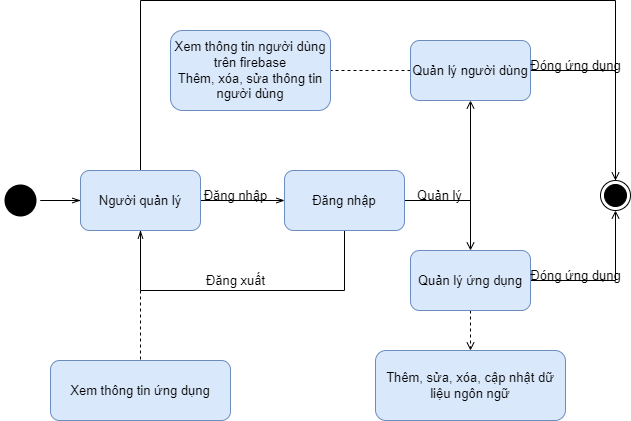 Xem thông tin người dùng
trên firebase
Thêm, xóa, sửa thông tin
người dùng
Quản lý người dùng
Đóng ứng dụng
Người quản lý
Đăng nhập
Đăng nhập
Quản lý
Đăng xuất
Quản lý ứng dụng
Đóng ứng dụng
Xem thông tin ứng dụng
Thêm, sửa, xóa, cập nhật dữ
liệu ngôn ngữ